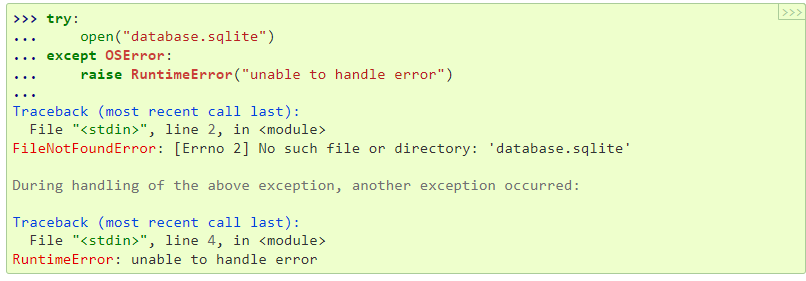 >>>
>>> try:
...     open("database.sqlite")
... except OSError:
...     raise RuntimeError("unable to handle error")
...
Traceback (most recent call last):
  File "<stdin>", line 2, in <module>
FileNotFoundError: [Errno 2] No such file or directory: 'database.sqlite'

During handling of the above exception, another exception occurred:

Traceback (most recent call last):
  File "<stdin>", line 4, in <module>
RuntimeError: unable to handle error